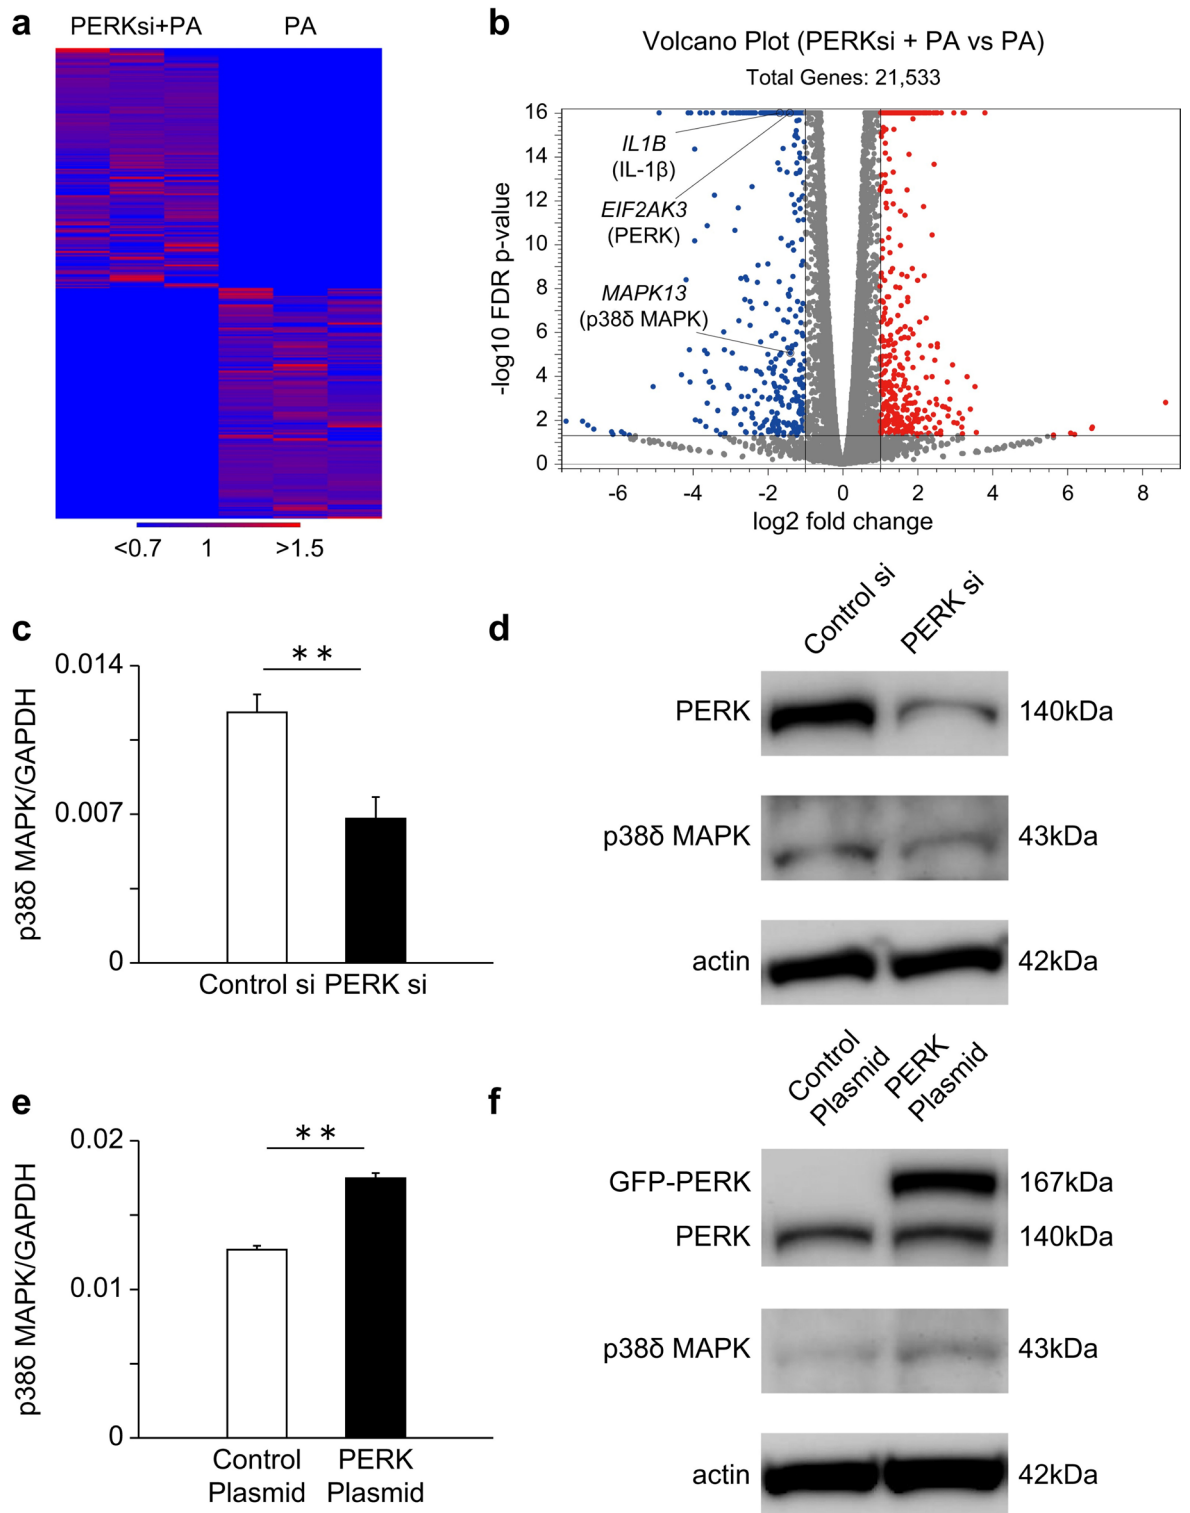 a
PERKsi+PA PA
<0.7 1 >1.5
b
Volcano Plot (PERKsi + PA vs PA)
Total Genes: 21,533
-log10 FDR p-value
16
14
12
10
8
6
4
2
0
IL1B
(IL-1β)
EIF2AK3
(PERK)
MAPK13
(p38δ MAPK)
-6 -4 -2 0 2 4 6 8
log2 fold change
c
p38δ MAPK/GAPDH
0.014
0.007
0
**
Control si PERK si
d
Control si
PERK si
PERK 140kDa
p38δ MAPK 43kDa
actin 42kDa
e
p38δ MAPK/GAPDH
0.02
0.01
0
**
Control
Plasmid
PERK
Plasmid
f
Control
Plasmid
PERK
Plasmid
GFP-PERK 167kDa
PERK 140kDa
p38δ MAPK 43kDa
actin 42kDa